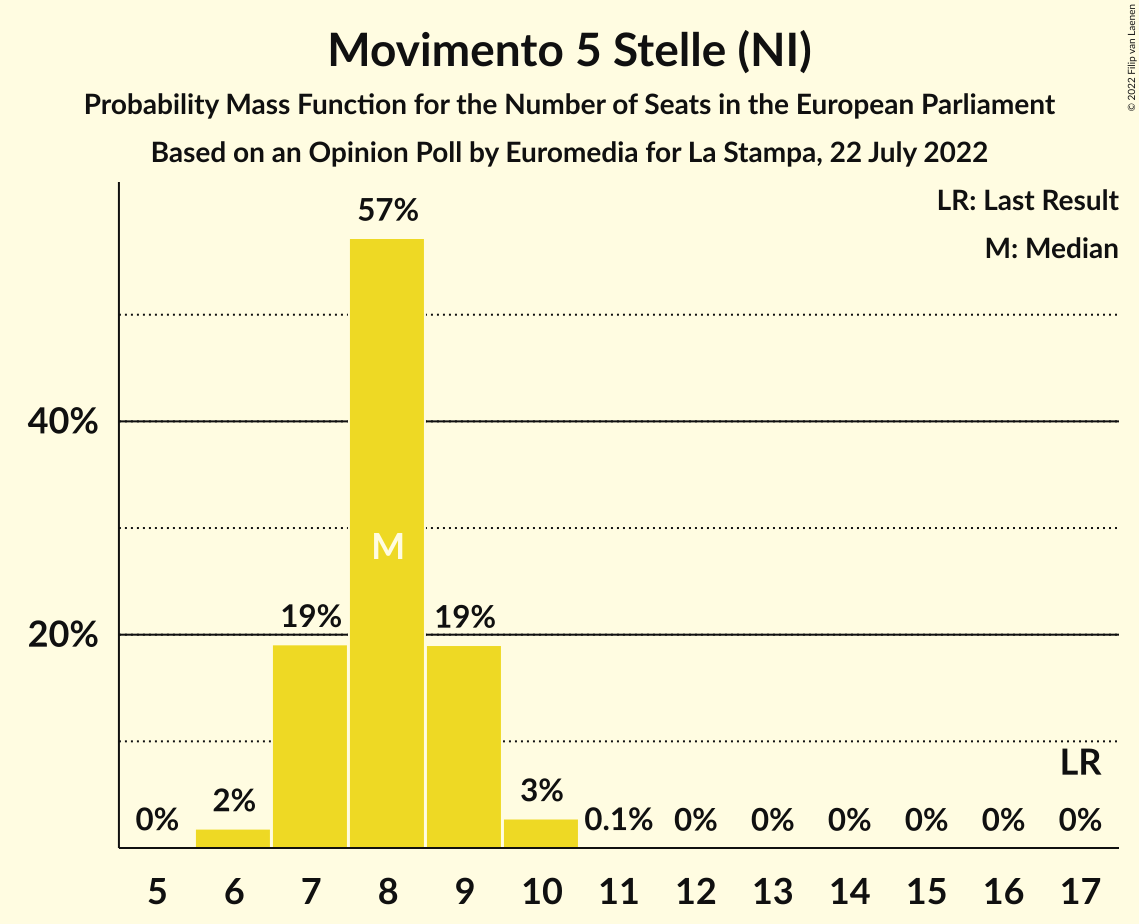 Movimento 5 Stelle (NI)
Probability Mass Function for the Number of Seats in the European Parliament
Based on an Opinion Poll by Euromedia for La Stampa, 22 July 2022
© 2022 Filip van Laenen
LR: Last Result
M: Median
57%
40%
M
19%
19%
20%
LR
0%
2%
3%
0.1%
0%
0%
0%
0%
0%
0%
5 6 7 8 9 10 11 12 13 14 15 16 17